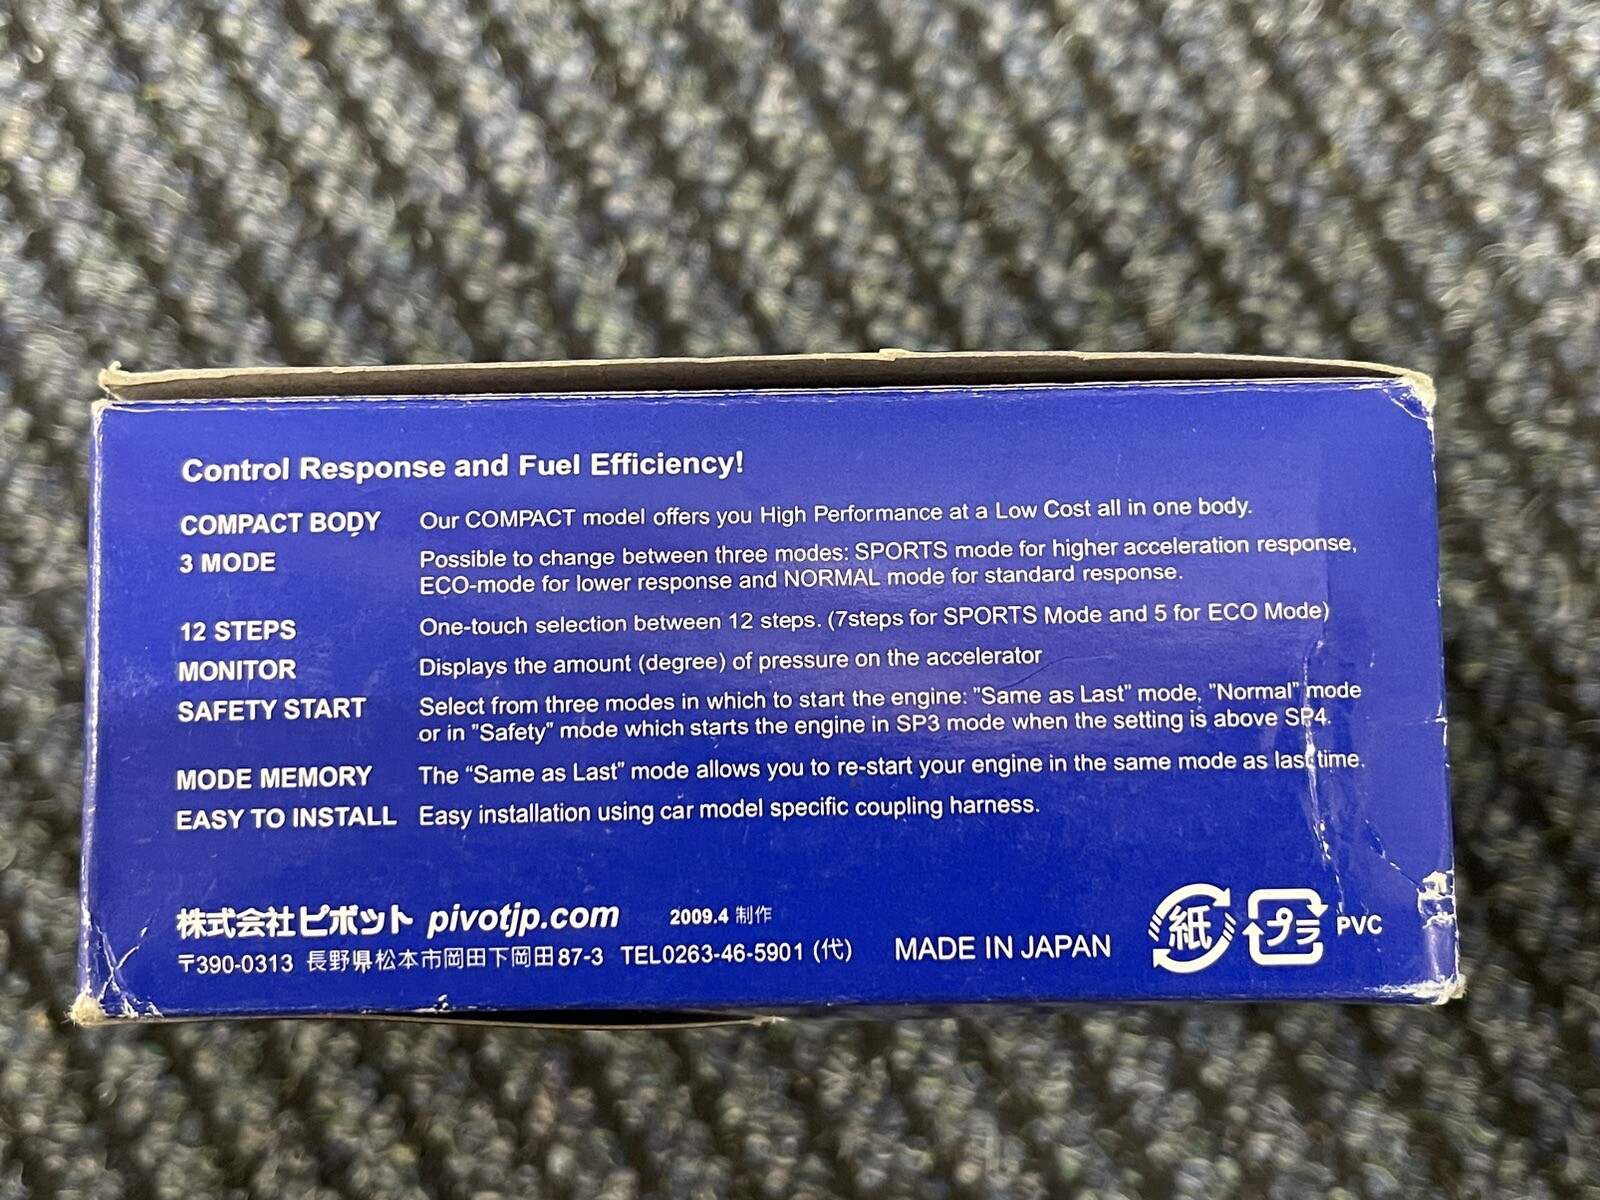 Control Response and Fuel Efficiency!
COMPACT BODY Our COMPACT model offers you High Performance at a Low Cost all in one body.
3 MODE Possible to change between three modes: SPORTS mode for higher acceleration response,
ECO-mode for lower response and NORMAL mode for standard response.
12 STEPS One-touch selection between 12 steps. (7steps for SPORTS Mode and 5 for ECO Mode)
MONITOR Displays the amount (degree) of pressure on the accelerator
SAFETY START Select from three modes in which to start the engine: "Same as Last" mode, "Normal" mode
or in "Safety" mode which starts the engine in SP3 mode when the setting is above SP4.
MODE MEMORY The “Same as Last” mode allows you to re-start your engine in the same mode as last time.
EASY TO INSTALL Easy installation using car model specific coupling harness.
株式会社ピボット pivotjp.com 2009.4 制作
〒390-0313 長野県松本市岡田下岡田87-3 TEL0263-46-5901 (代) MADE IN JAPAN 紙 プラ PVC